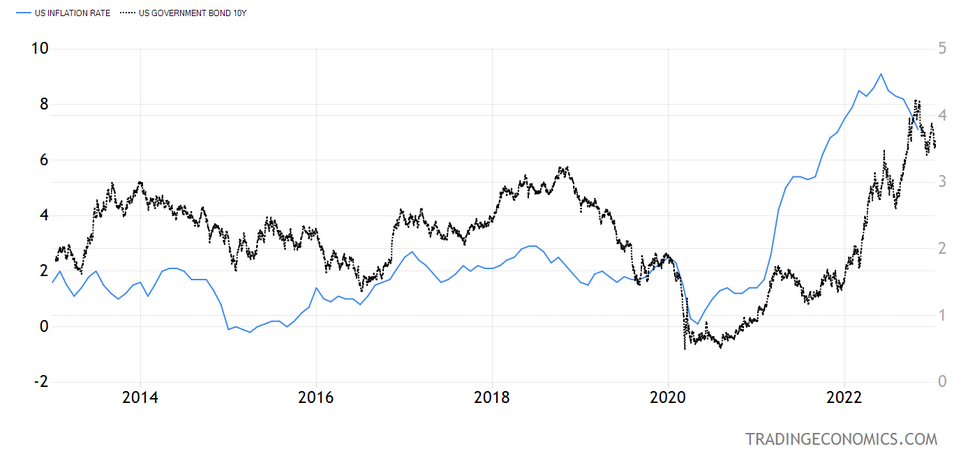 US INFLATION RATE US GOVERNMENT BOND 10Y
10 5
8 4
6 3
4 2
2 1
0 0
-2
2014 2016 2018 2020 2022
TRADINGECONOMICS.COM